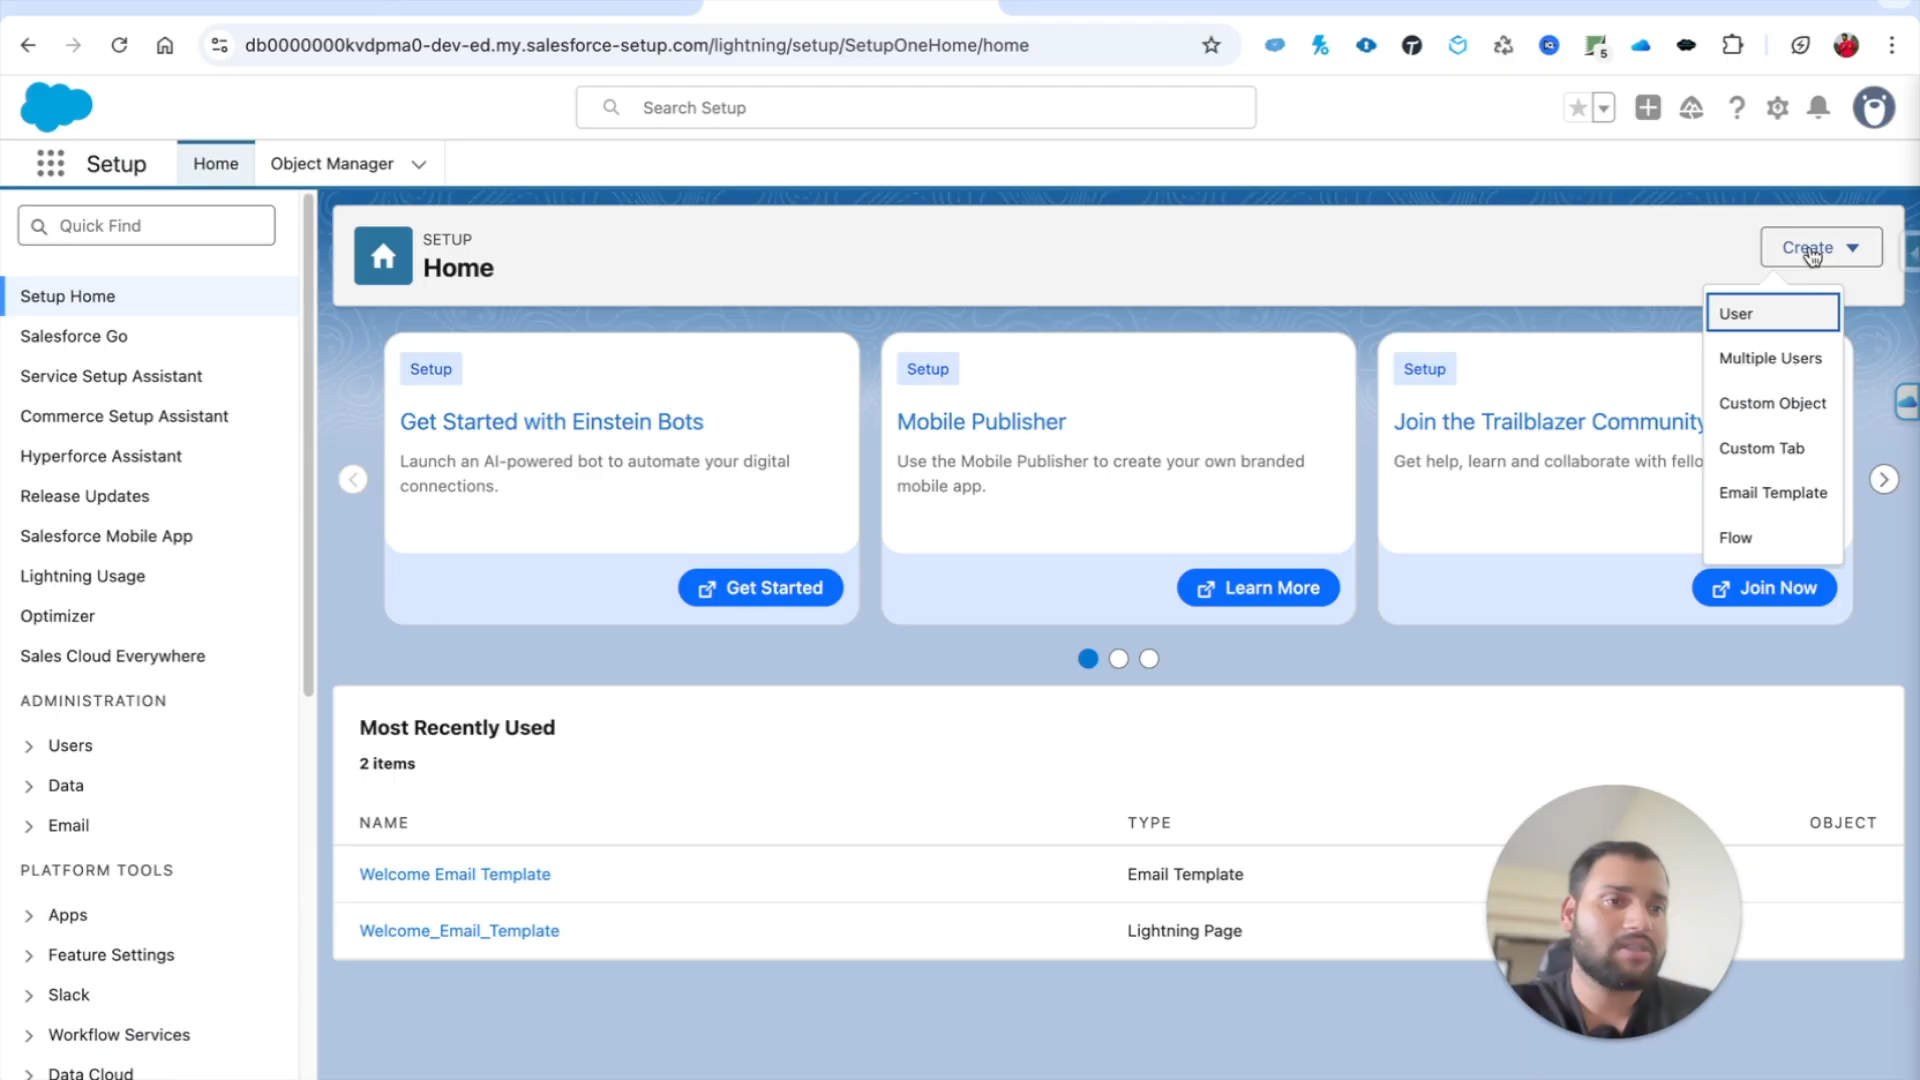 db0000000kvdpma0-dev-ed.my.salesforce-setup.com/lightning/setup/SetupOneHome/home
5
Search Setup
Setup
Home
Object Manager
Quick Find
Setup Home
Salesforce Go
Service Setup Assistant
Commerce Setup Assistant
Hyperforce Assistant
Release Updates
Salesforce Mobile App
Lightning Usage
Optimizer
Sales Cloud Everywhere
ADMINISTRATION
Users
Data
Email
PLATFORM TOOLS
Apps
Feature Settings
Slack
Workflow Services
Data Cloud
SETUP
Home
Create
User
Multiple Users
Custom Object
Custom Tab
Email Template
Flow
Setup
Get Started with Einstein Bots
Launch an AI-powered bot to automate your digital
connections.
Get Started
Setup
Mobile Publisher
Use the Mobile Publisher to create your own branded
mobile app.
Learn More
Setup
Join the Trailblazer Community
Get help, learn and collaborate with
Join Now
Most Recently Used
2 items
NAME TYPE OBJECT
Welcome Email Template Email Template
Welcome_Email_Template Lightning Page